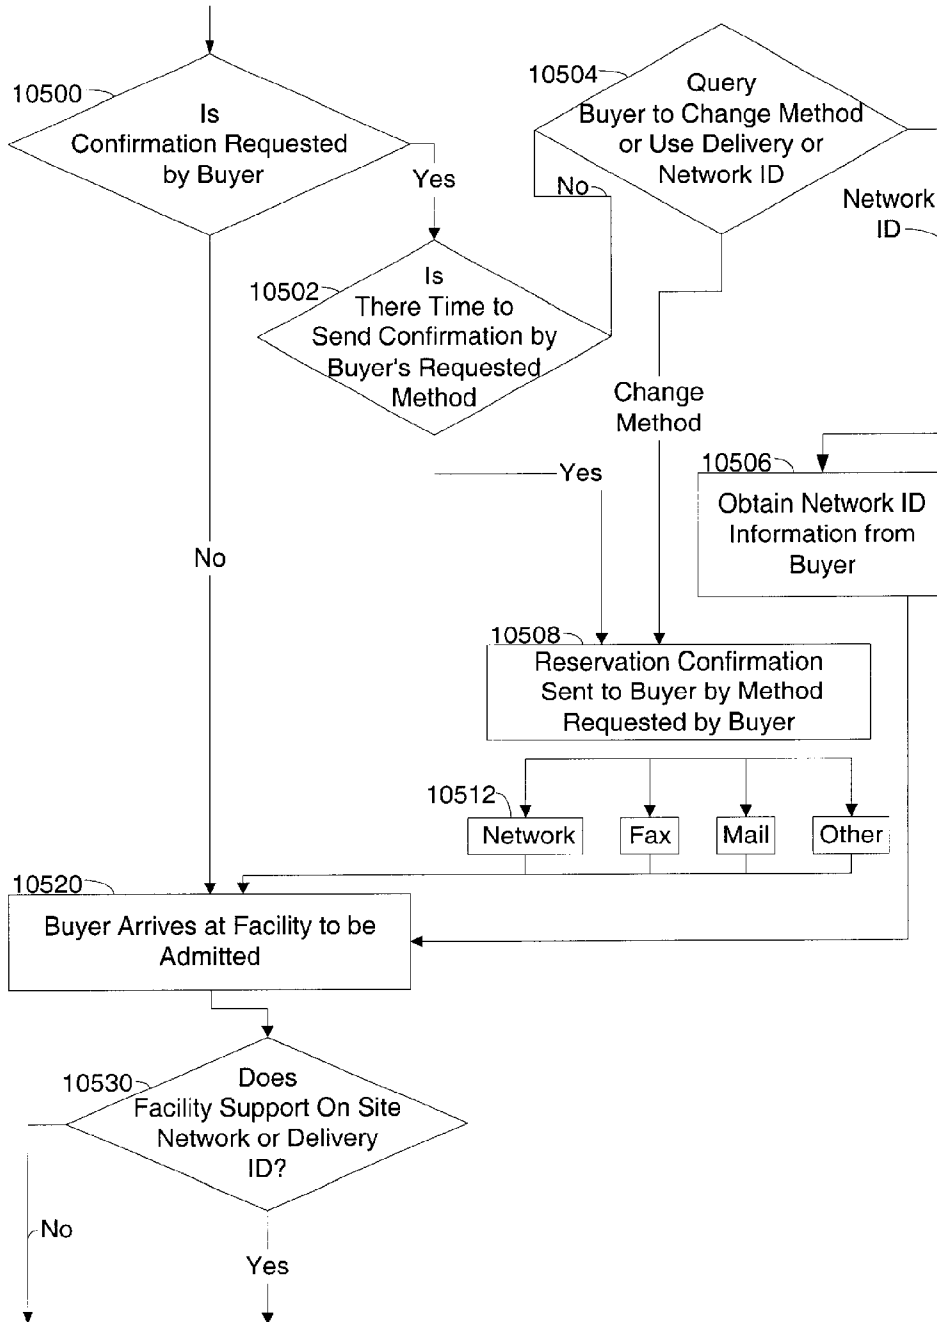 10500
Is
Confirmation Requested
by Buyer
Yes
10504
Query
Buyer to Change Method
or Use Delivery or
Network ID
No
Network
ID
10502
Is
There Time to
Send Confirmation by
Buyer's Requested
Method
Change
Method
Yes
10506
Obtain Network ID
Information from
Buyer
No
10508
Reservation Confirmation
Sent to Buyer by Method
Requested by Buyer
10512
Network
Fax
Mail
Other
10520
Buyer Arrives at Facility to be
Admitted
10530
Does
Facility Support On Site
Network or Delivery
ID?
No
Yes